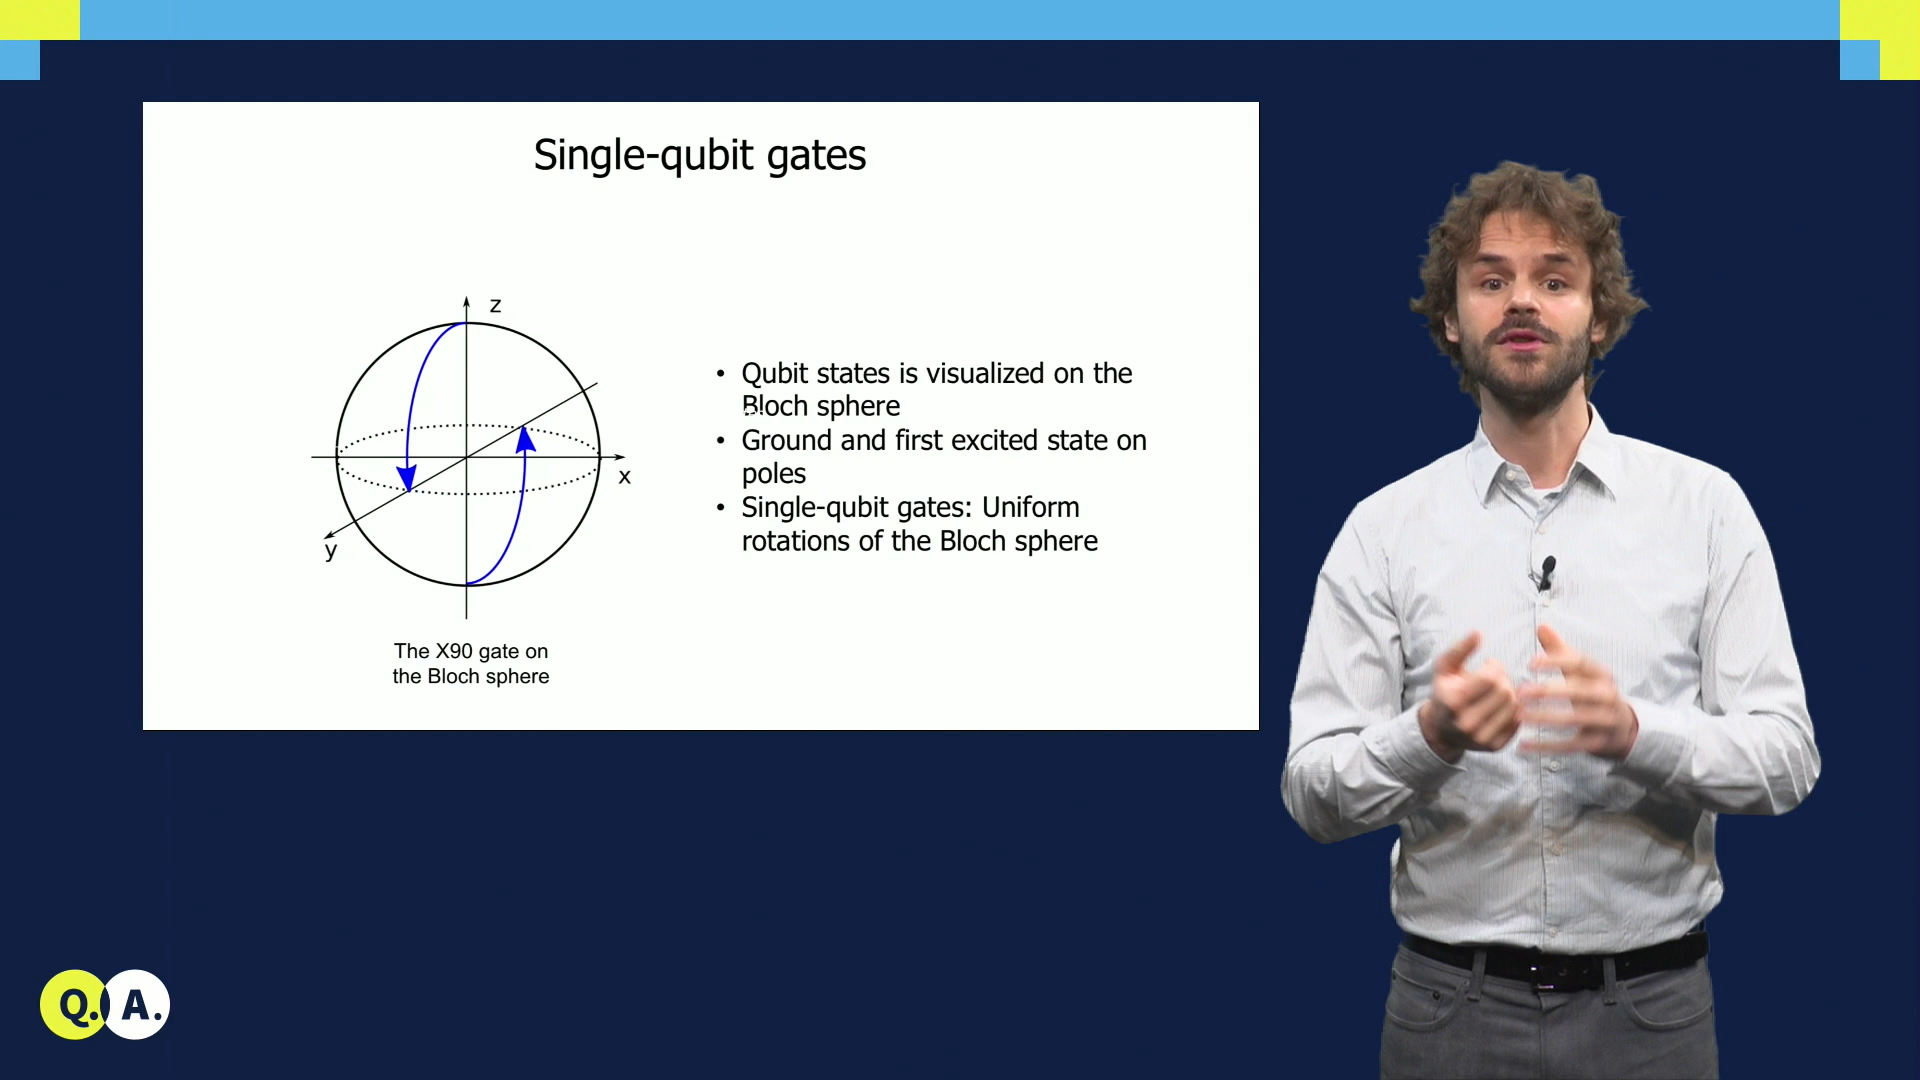 Single-qubit gates
z
x
y
The X90 gate on
the Bloch sphere
• Qubit states is visualized on the
Bloch sphere
• Ground and first excited state on
poles
• Single-qubit gates: Uniform
rotations of the Bloch sphere
Q. A.